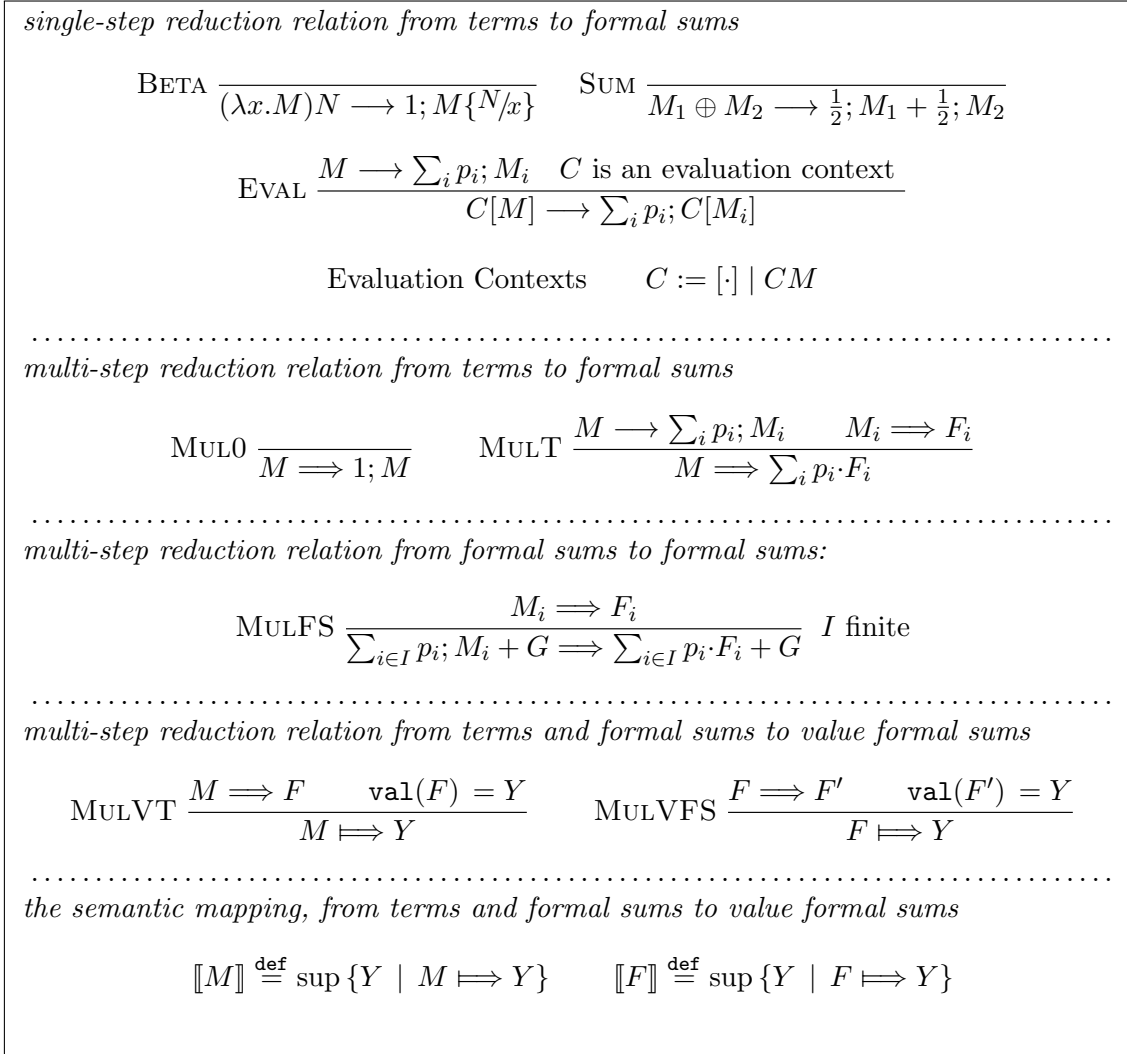 single-step reduction relation from terms to formal sums
BETA (λx.M)N ⟶ 1; M{N/x} SUM M₁ ⊕ M₂ ⟶ ½; M₁ + ½; M₂
M ⟶ ∑ᵢ pᵢ; Mᵢ C is an evaluation context
EVAL
C[M] ⟶ ∑ᵢ pᵢ; C[Mᵢ]
Evaluation Contexts C := [·] | CM
multi-step reduction relation from terms to formal sums
M ⟶ ∑ᵢ pᵢ; Mᵢ Mᵢ ⟹ Fᵢ
MUL0 M ⟹ 1; M MULT M ⟹ ∑ᵢ pᵢ·Fᵢ
multi-step reduction relation from formal sums to formal sums:
Mᵢ ⟹ Fᵢ
MULFS I finite
∑i∈I pᵢ; Mᵢ + G ⟹ ∑i∈I pᵢ·Fᵢ + G
multi-step reduction relation from terms and formal sums to value formal sums
M ⟹ F val(F) = Y F ⟹ F′ val(F′) = Y
MULVT MULVFS
M ⟾ Y F ⟾ Y
the semantic mapping, from terms and formal sums to value formal sums
⟦M⟧ def= sup {Y | M ⟾ Y} ⟦F⟧ def= sup {Y | F ⟾ Y}